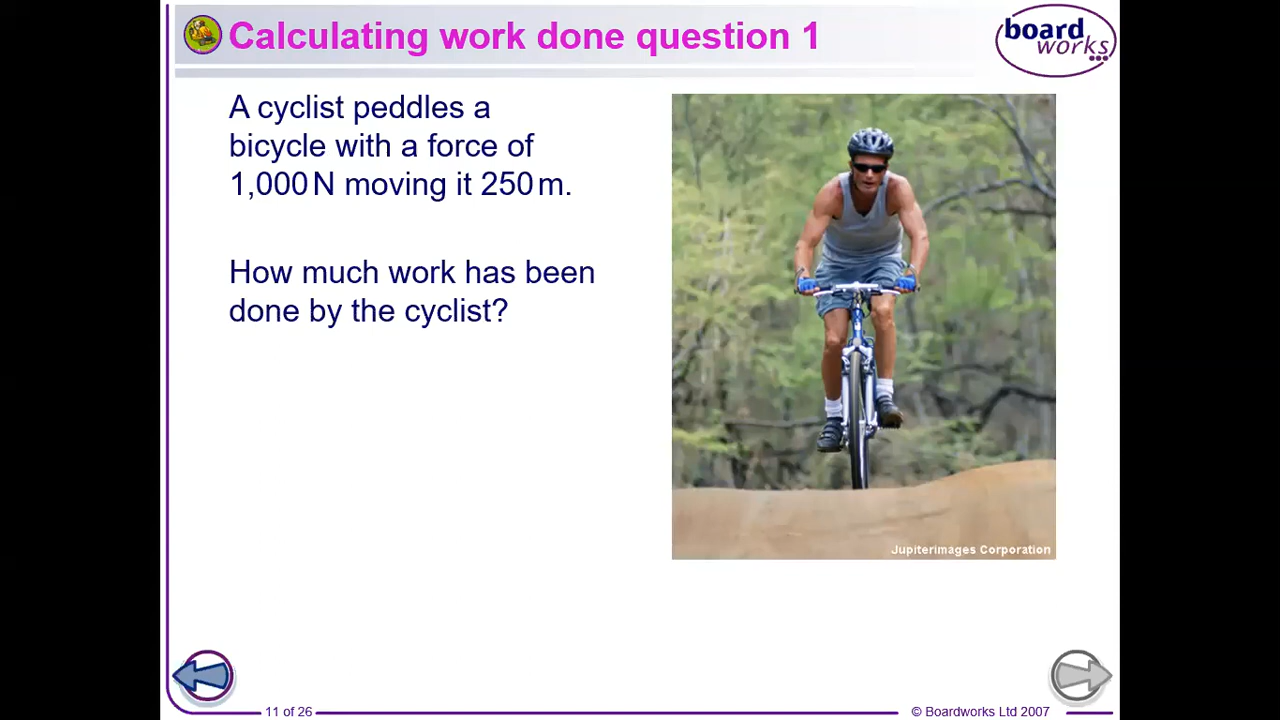 Calculating work done question 1
board
works
A cyclist peddles a
bicycle with a force of
1,000 N moving it 250 m.
How much work has been
done by the cyclist?
Jupiterimages Corporation
11 of 26
© Boardworks Ltd 2007